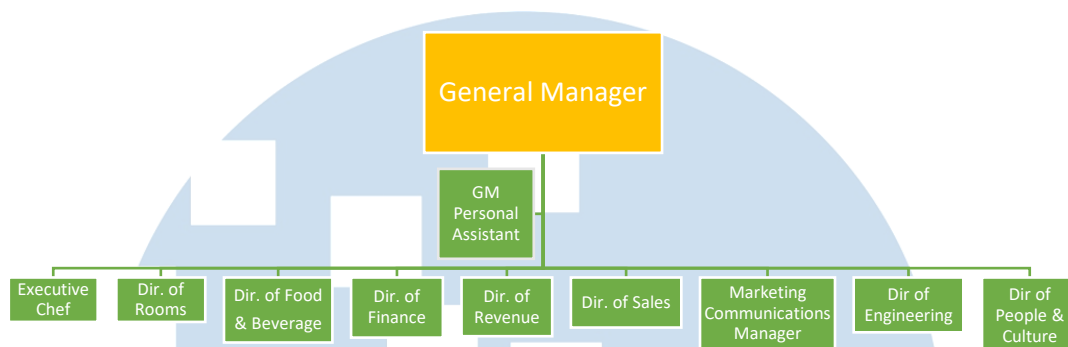 General Manager
GM
Personal
Assistant
Executive
Chef
Dir. of
Rooms
Dir. of Food
& Beverage
Dir. of
Finance
Dir. of
Revenue
Dir. of Sales
Marketing
Communications
Manager
Dir of
Engineering
Dir of
People &
Culture